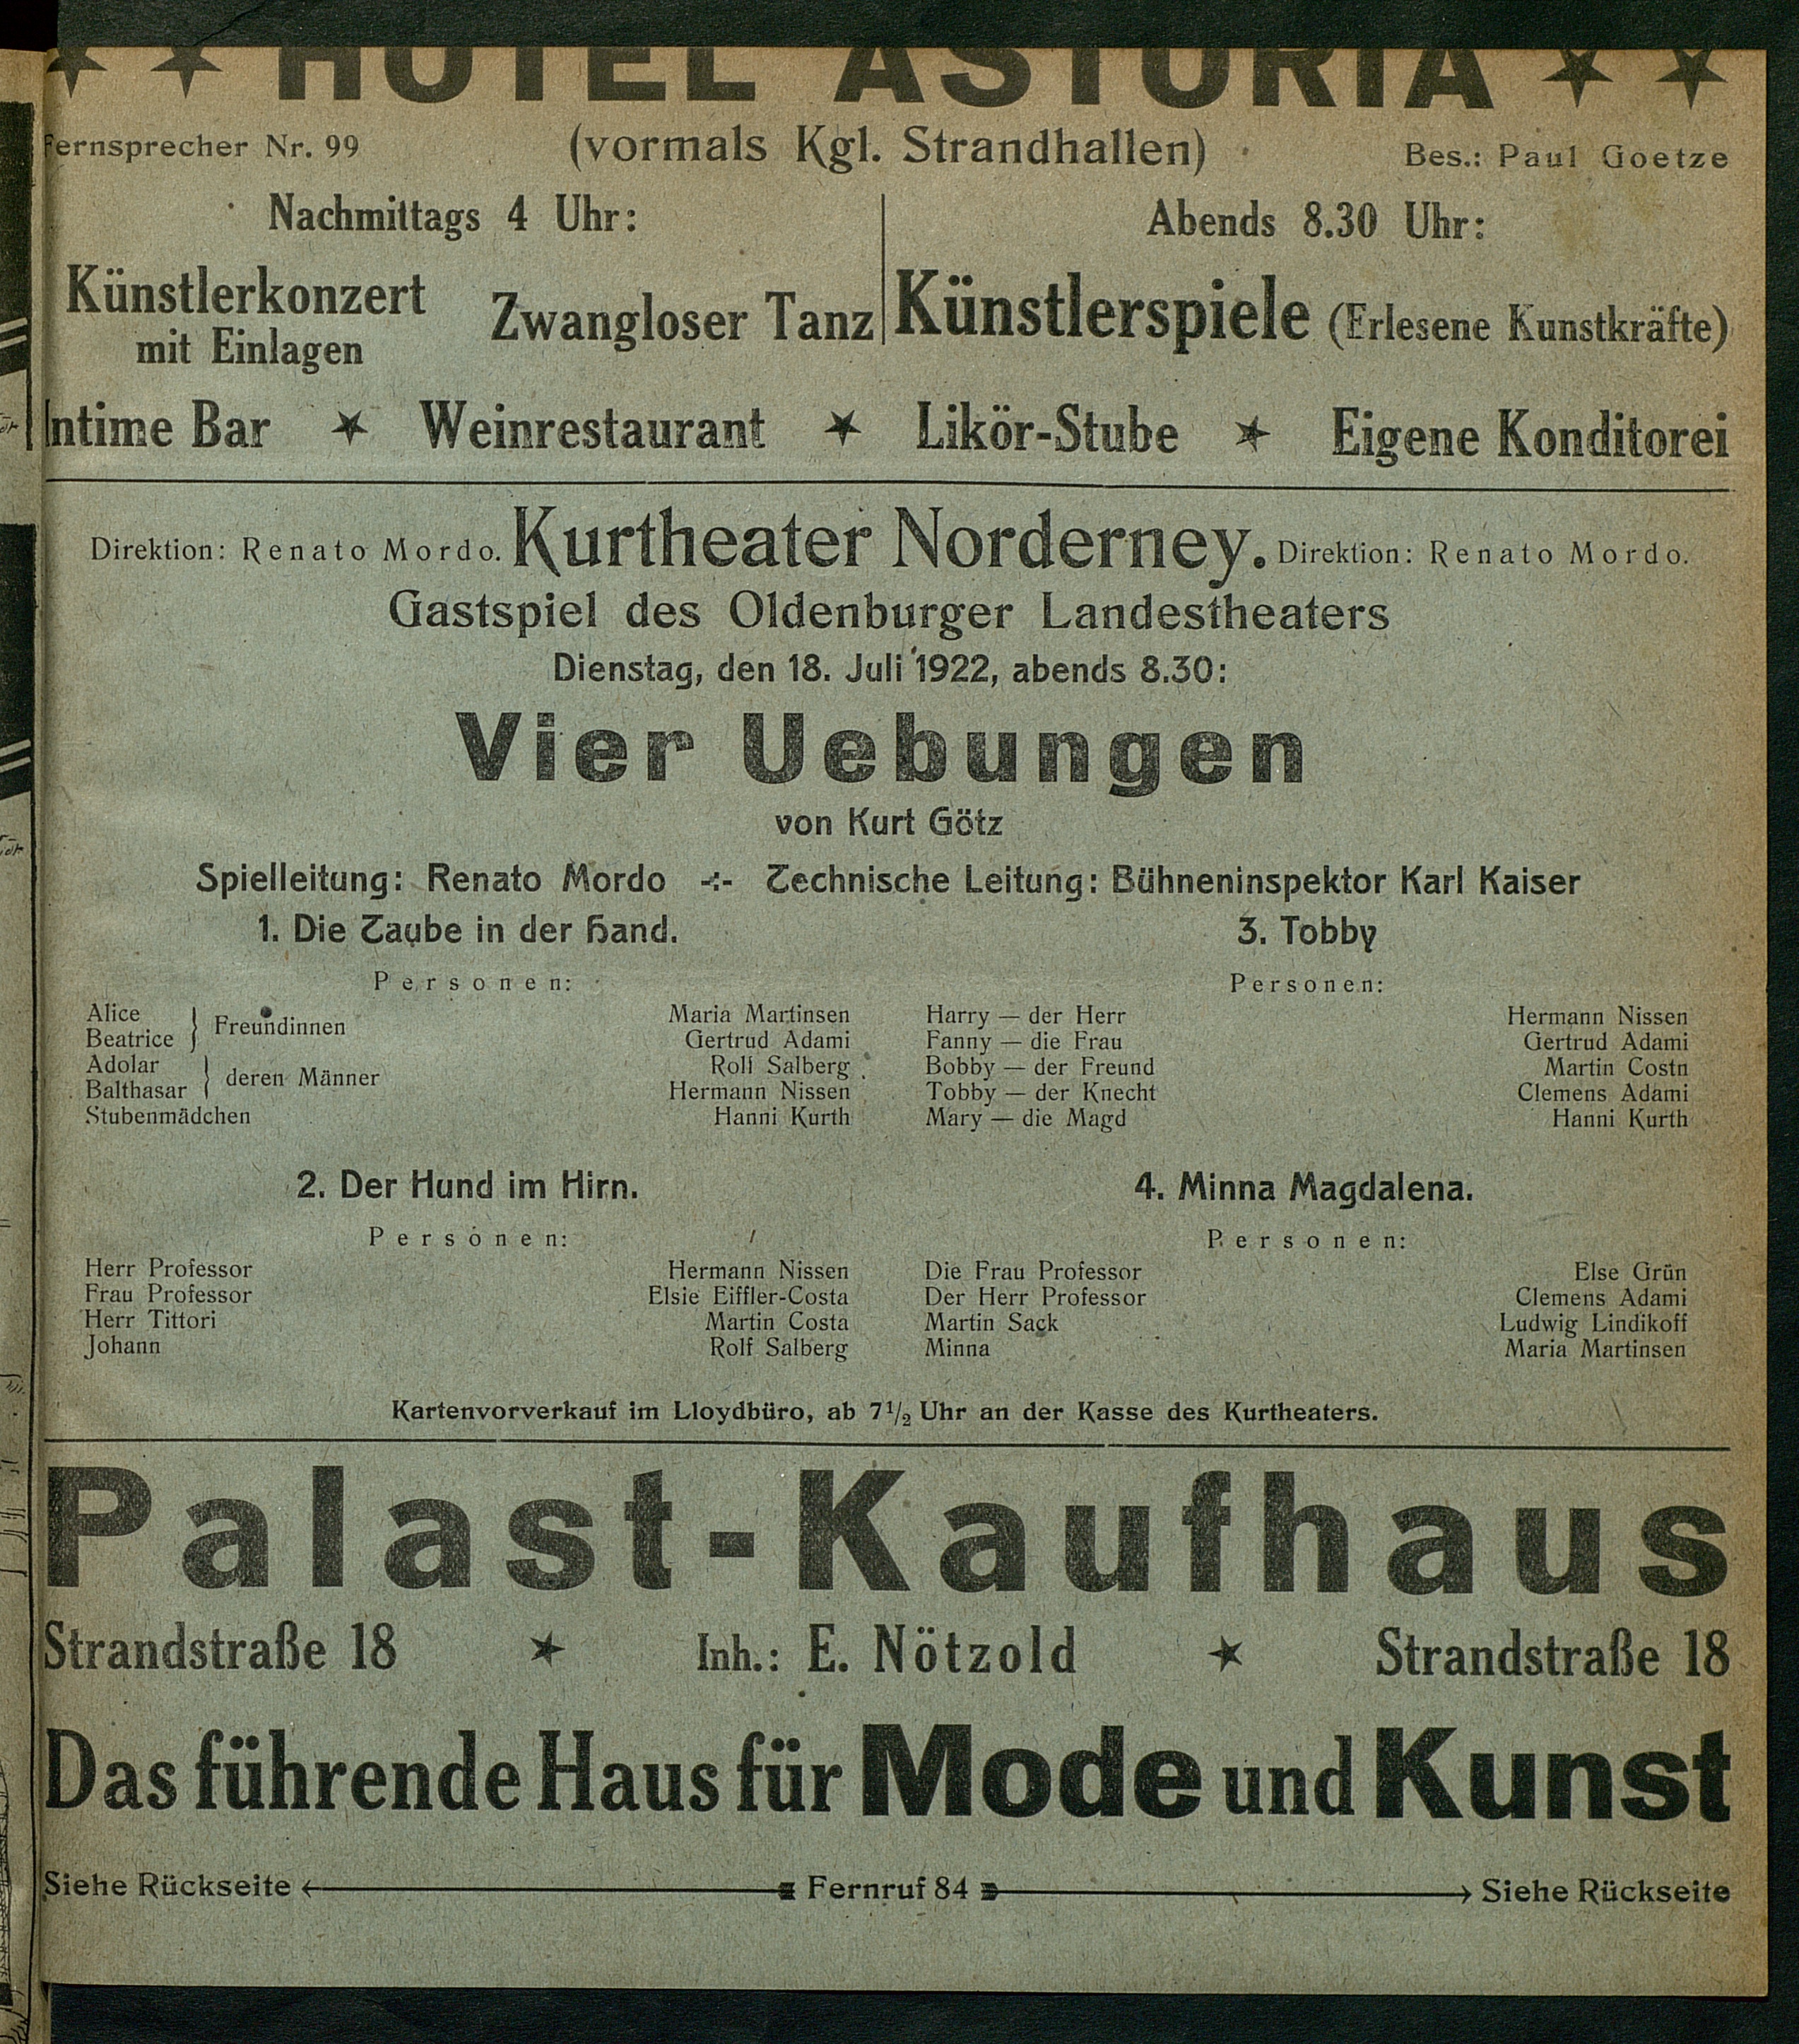 HOTEL ASTORIA
Fernsprecher Nr. 99 (vormals Kgl. Strandhallen) Bes.: Paul Goetze
Nachmittags 4 Uhr:
Künstlerkonzert
mit Einlagen
Zwangloser Tanz
Abends 8.30 Uhr:
Künstlerspiele (Erlesene Kunstkräfte)
Intime Bar ★ Weinrestaurant ★ Likör-Stube ★ Eigene Konditorei
Direktion: Renato Mordo. Kurtheater Norderney. Direktion: Renato Mordo.
Gastspiel des Oldenburger Landestheaters
Dienstag, den 18. Juli 1922, abends 8.30:
Vier Uebungen
von Kurt Götz
Spielleitung: Renato Mordo -:- Technische Leitung: Bühneninspektor Karl Kaiser
1. Die Taube in der Hand.
Personen:
Alice } Freundinnen Maria Martinsen
Beatrice } Gertrud Adami
Adolar } deren Männer Rolf Salberg
Balthasar } Hermann Nissen
Stubenmädchen Hanni Kurth
2. Der Hund im Hirn.
Personen:
Herr Professor Hermann Nissen
Frau Professor Elsie Eiffler-Costa
Herr Tittori Martin Costa
Johann Rolf Salberg
3. Tobby
Personen:
Harry — der Herr Hermann Nissen
Fanny — die Frau Gertrud Adami
Bobby — der Freund Martin Costn
Tobby — der Knecht Clemens Adami
Mary — die Magd Hanni Kurth
4. Minna Magdalena.
Personen:
Die Frau Professor Else Grün
Der Herr Professor Clemens Adami
Martin Sack Ludwig Lindikoff
Minna Maria Martinsen
Kartenvorverkauf im Lloydbüro, ab 7½ Uhr an der Kasse des Kurtheaters.
Palast-Kaufhaus
Strandstraße 18 ★ Inh.: E. Nötzold ★ Strandstraße 18
Das führende Haus für Mode und Kunst
Siehe Rückseite Fernruf 84 Siehe Rückseite